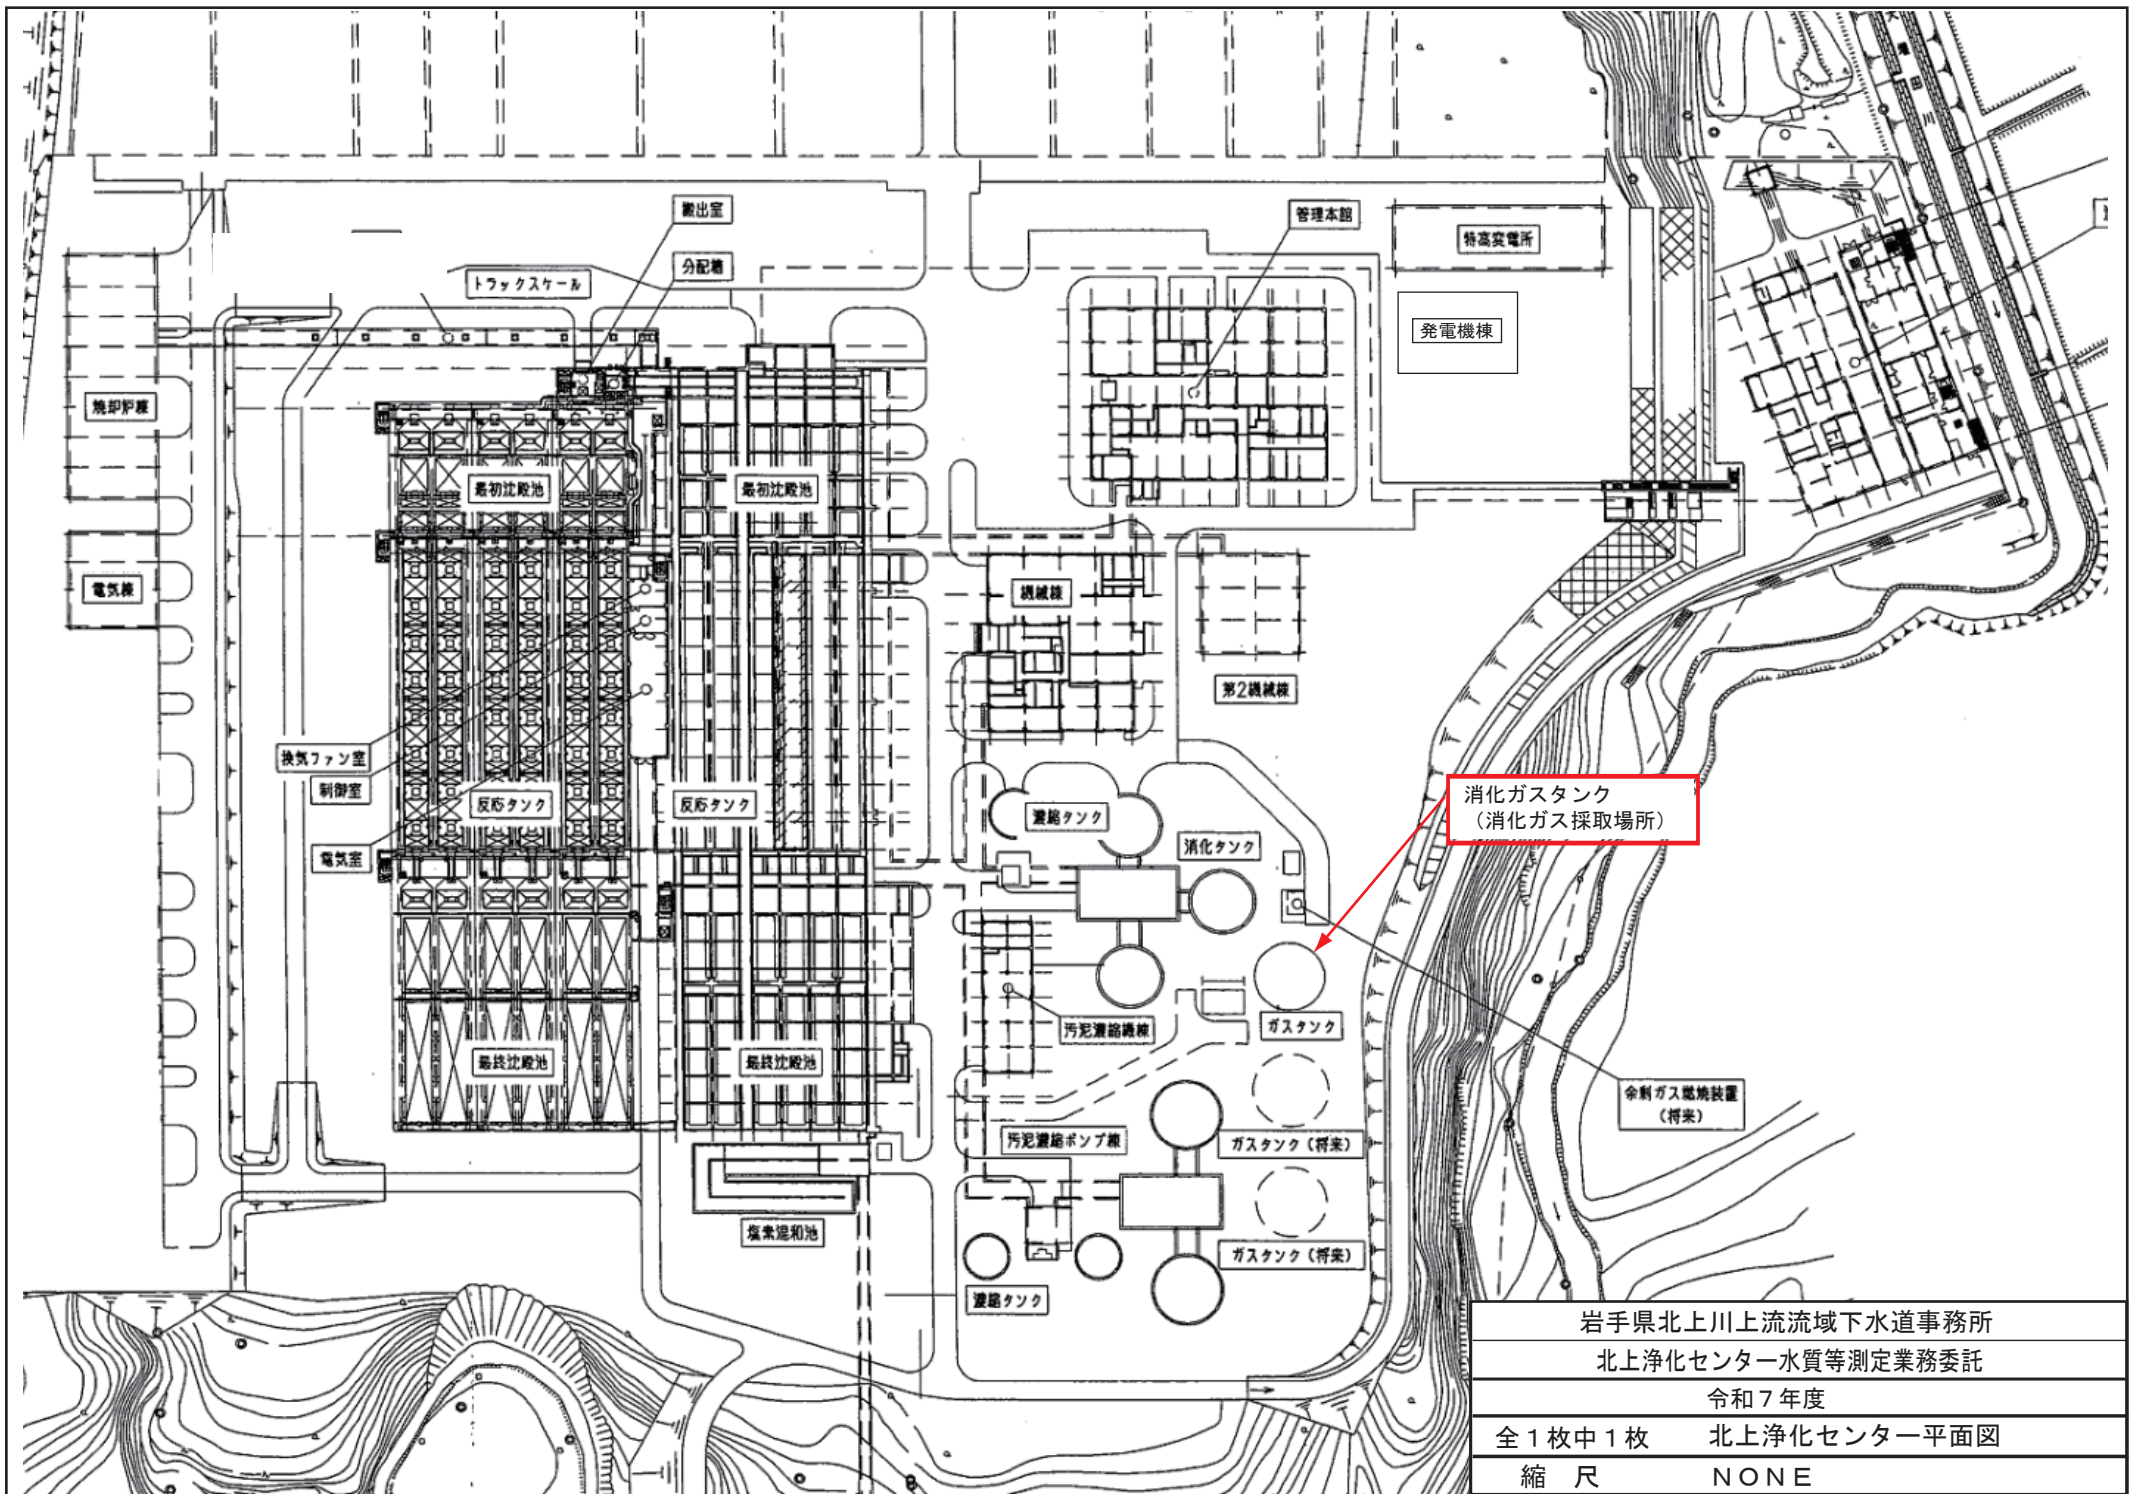 搬出室
管理本館
分配槽
特高変電所
トラックスケール
発電機棟
焼却炉棟
最初沈殿池
最初沈殿池
電気棟
機械棟
第2機械棟
換気ファン室
制御室
反応タンク
反応タンク
電気室
濃縮タンク
消化タンク
消化ガスタンク
（消化ガス採取場所）
汚泥濃縮機棟
ガスタンク
最終沈殿池
最終沈殿池
余剰ガス燃焼装置
（将来）
汚泥濃縮ポンプ棟
ガスタンク（将来）
塩素混和池
ガスタンク（将来）
濃縮タンク
岩手県北上川上流流域下水道事務所
北上浄化センター水質等測定業務委託
令和７年度
全１枚中１枚　北上浄化センター平面図
縮　尺　ＮＯＮＥ